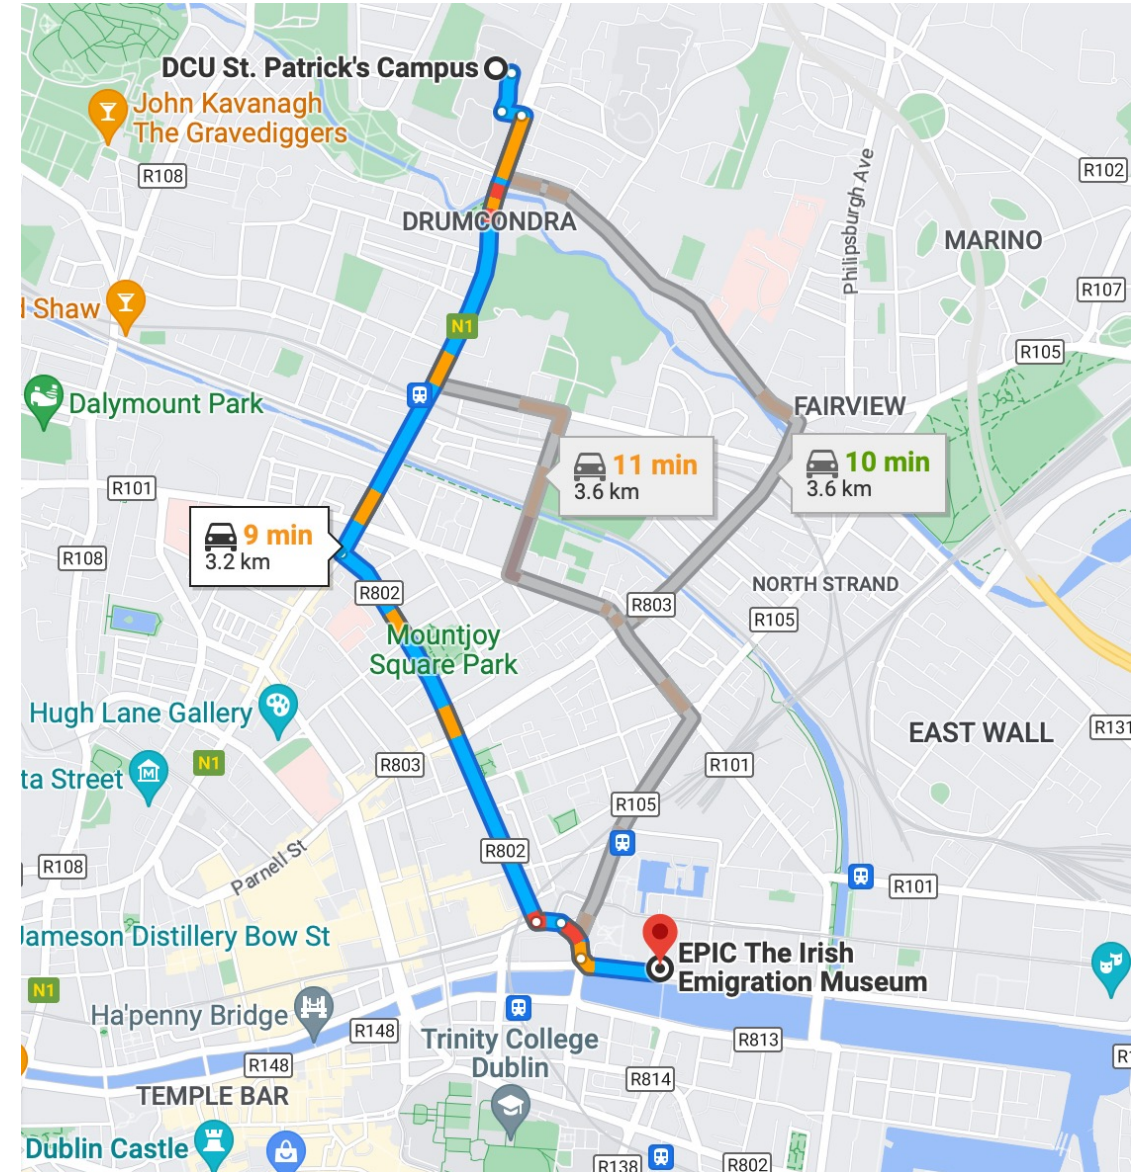 DCU St. Patrick's Campus
John Kavanagh
The Gravediggers
R108
R102
Philipsburgh Ave
DRUMCONDRA
MARINO
R107
d Shaw
N1
R105
Dalymount Park
FAIRVIEW
11 min
3.6 km
10 min
3.6 km
R101
9 min
3.2 km
R108
R802
NORTH STRAND
R803
R105
Mountjoy
Square Park
Hugh Lane Gallery
EAST WALL
R131
N1
R803
R101
ta Street
R105
R802
Parnell St
R108
R101
Jameson Distillery Bow St
EPIC The Irish
Emigration Museum
N1
Ha'penny Bridge
R148
Trinity College
Dublin
R813
R148
R814
TEMPLE BAR
Dublin Castle
R138
R802